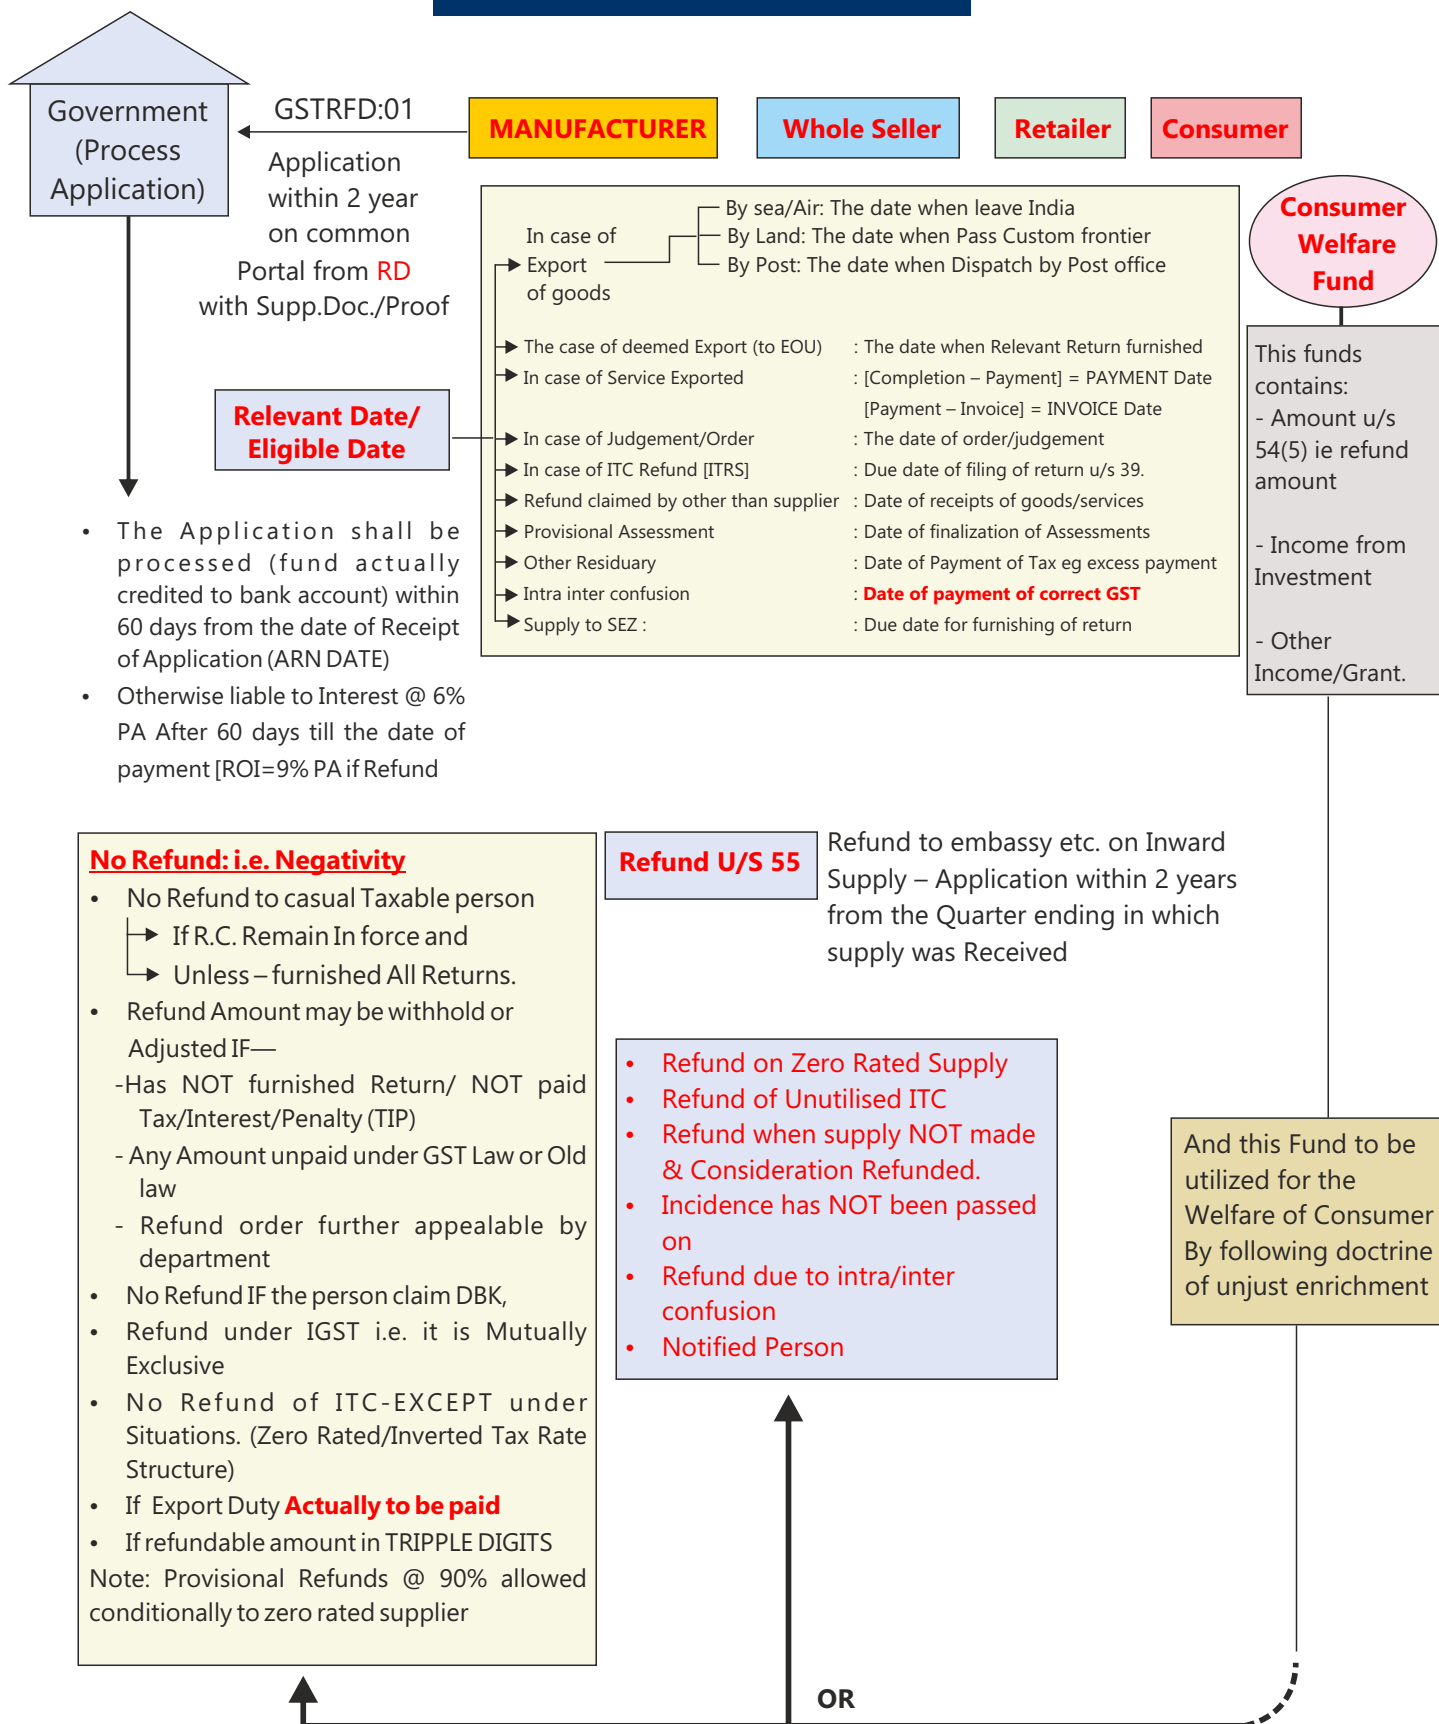 Government
(Process
Application)
GSTRFD:01
Application
within 2 year
on common
Portal from RD
with Supp.Doc./Proof
MANUFACTURER
Whole Seller
Retailer
Consumer
In case of
Export
of goods
By sea/Air: The date when leave India
By Land: The date when Pass Custom frontier
By Post: The date when Dispatch by Post office
The case of deemed Export (to EOU) : The date when Relevant Return furnished
In case of Service Exported : [Completion – Payment] = PAYMENT Date
[Payment – Invoice] = INVOICE Date
In case of Judgement/Order : The date of order/judgement
In case of ITC Refund [ITRS] : Due date of filing of return u/s 39.
Refund claimed by other than supplier : Date of receipts of goods/services
Provisional Assessment : Date of finalization of Assessments
Other Residuary : Date of Payment of Tax eg excess payment
Intra inter confusion : Date of payment of correct GST
Supply to SEZ : : Due date for furnishing of return
Relevant Date/
Eligible Date
Consumer
Welfare
Fund
This funds
contains:
- Amount u/s
54(5) ie refund
amount
- Income from
Investment
- Other
Income/Grant.
• The Application shall be
processed (fund actually
credited to bank account) within
60 days from the date of Receipt
of Application (ARN DATE)
• Otherwise liable to Interest @ 6%
PA After 60 days till the date of
payment [ROI=9% PA if Refund
No Refund: i.e. Negativity
• No Refund to casual Taxable person
If R.C. Remain In force and
Unless – furnished All Returns.
• Refund Amount may be withhold or
Adjusted IF—
-Has NOT furnished Return/ NOT paid
Tax/Interest/Penalty (TIP)
- Any Amount unpaid under GST Law or Old
law
- Refund order further appealable by
department
• No Refund IF the person claim DBK,
• Refund under IGST i.e. it is Mutually
Exclusive
• No Refund of ITC-EXCEPT under
Situations. (Zero Rated/Inverted Tax Rate
Structure)
• If Export Duty Actually to be paid
• If refundable amount in TRIPPLE DIGITS
Note: Provisional Refunds @ 90% allowed
conditionally to zero rated supplier
Refund U/S 55
Refund to embassy etc. on Inward
Supply – Application within 2 years
from the Quarter ending in which
supply was Received
• Refund on Zero Rated Supply
• Refund of Unutilised ITC
• Refund when supply NOT made
& Consideration Refunded.
• Incidence has NOT been passed
on
• Refund due to intra/inter
confusion
• Notified Person
And this Fund to be
utilized for the
Welfare of Consumer
By following doctrine
of unjust enrichment
OR